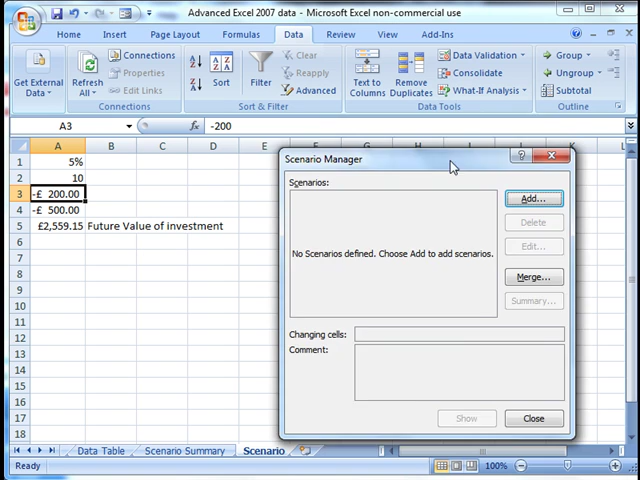 Advanced Excel 2007 data - Microsoft Excel non-commercial use
Home Insert Page Layout Formulas Data Review View Add-Ins
Get External Data
Refresh All
Connections
Properties
Edit Links
Connections
Sort
Filter
Clear
Reapply
Advanced
Sort & Filter
Text to Columns
Remove Duplicates
Data Validation
Consolidate
What-If Analysis
Data Tools
Group
Ungroup
Subtotal
Outline
A3 -200
A B C D E
1 5%
2 10
3 -£ 200.00
4 -£ 500.00
5 £2,559.15 Future Value of investment
6
7
8
9
10
11
12
13
14
15
16
17
18
Scenario Manager
Scenarios:
No Scenarios defined. Choose Add to add scenarios.
Add...
Delete
Edit...
Merge...
Summary...
Changing cells:
Comment:
Show Close
Data Table Scenario Summary Scenario
Ready 100%